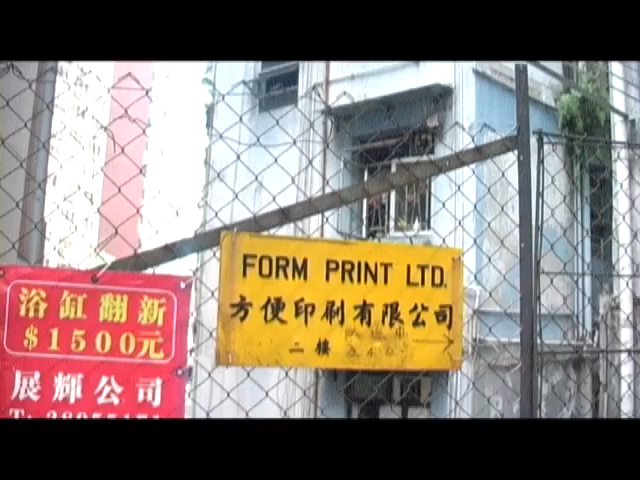 浴缸翻新
$1500元
展輝公司
FORM PRINT LTD.
方便印刷有限公司
二樓